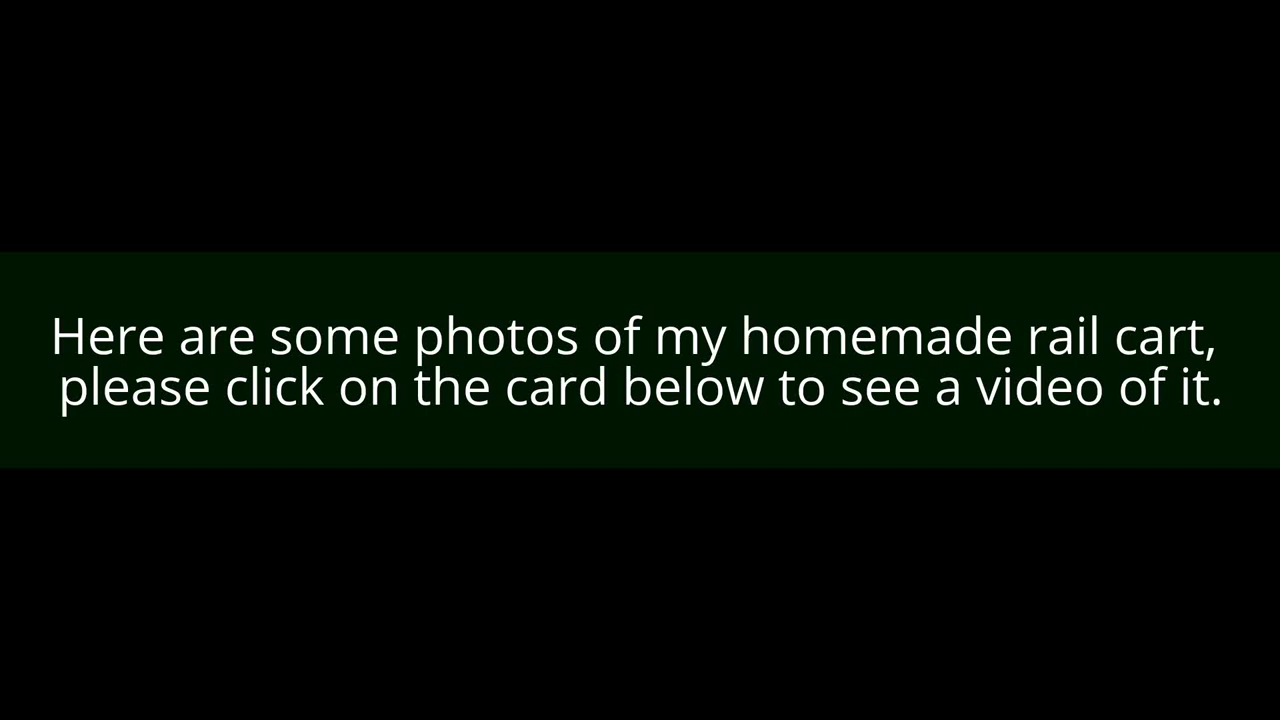 Here are some photos of my homemade rail cart,
please click on the card below to see a video of it.